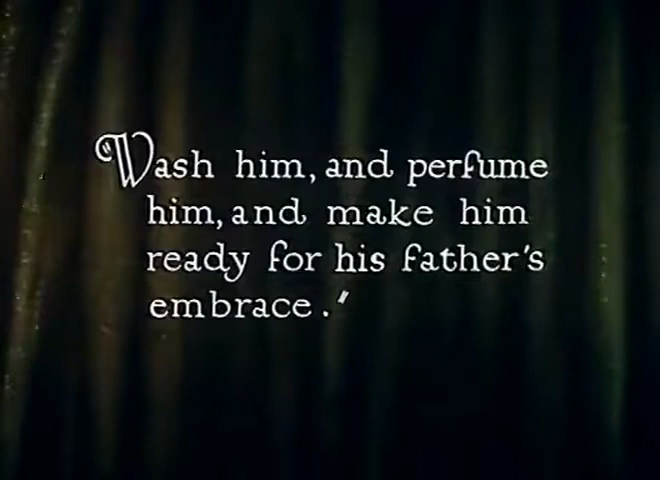 "Wash him, and perfume
him, and make him
ready for his father's
embrace."